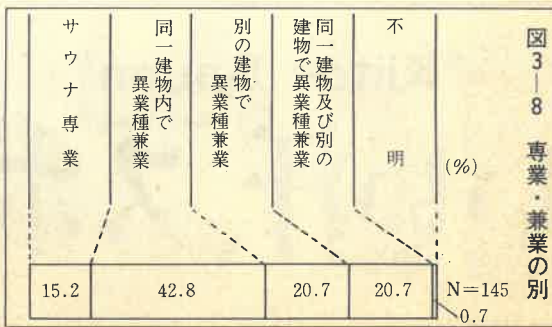 図3—8 専業・兼業の別
(%)
不明
同一建物及び別の
建物で異業種兼業
別の建物で
異業種兼業
同一建物内で
異業種兼業
サウナ専業
15.2 42.8 20.7 20.7 N=145
0.7